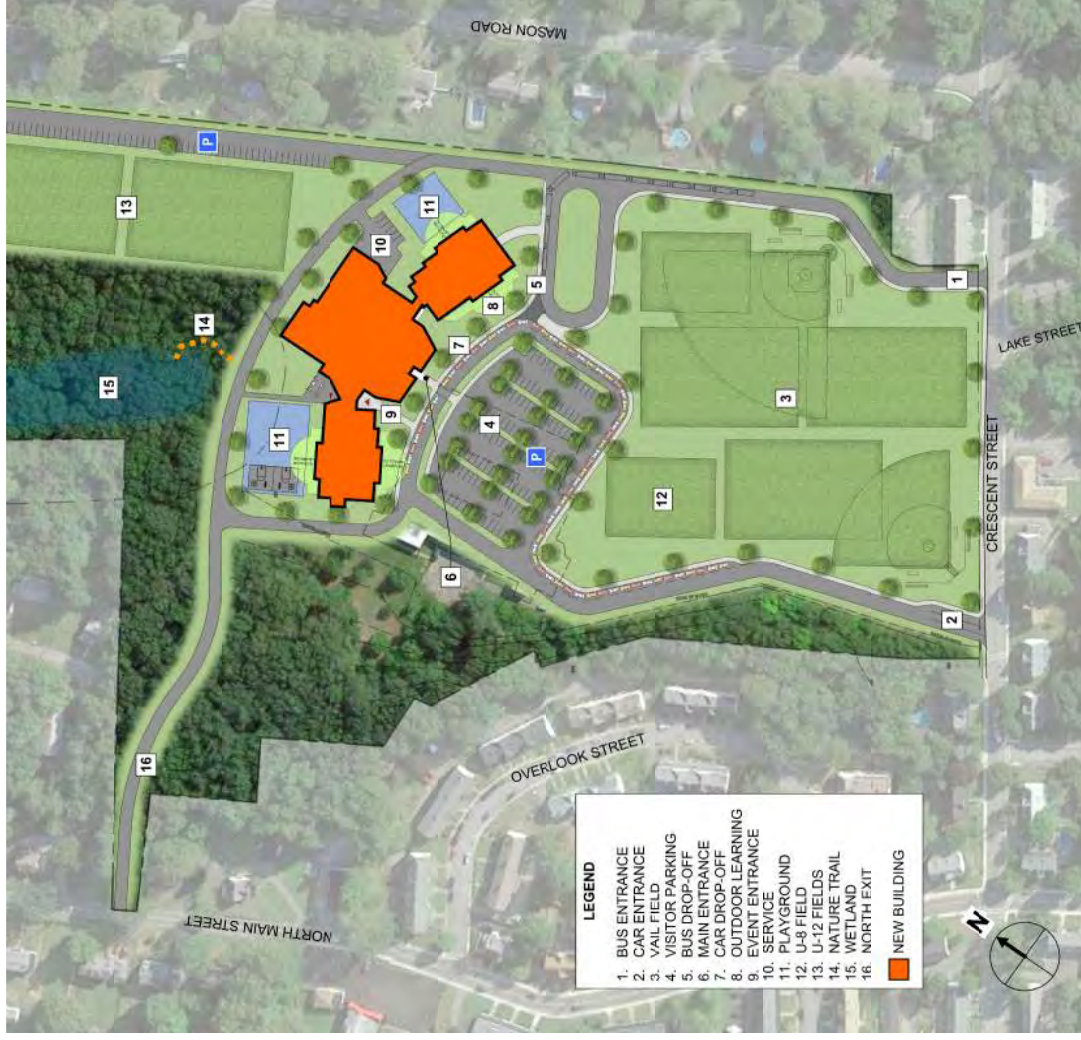 MASON ROAD
P
13
11
10
14
15
5
8
7
1
LAKE STREET
9
4
3
11
P
12
CRESCENT STREET
6
2
16
OVERLOOK STREET
NORTH MAIN STREET
LEGEND
1. BUS ENTRANCE
2. CAR ENTRANCE
3. VAIL FIELD
4. VISITOR PARKING
5. BUS DROP-OFF
6. MAIN ENTRANCE
7. CAR DROP-OFF
8. OUTDOOR LEARNING
9. EVENT ENTRANCE
10. SERVICE
11. PLAYGROUND
12. U-8 FIELD
13. U-12 FIELDS
14. NATURE TRAIL
15. WETLAND
16. NORTH EXIT
NEW BUILDING
N